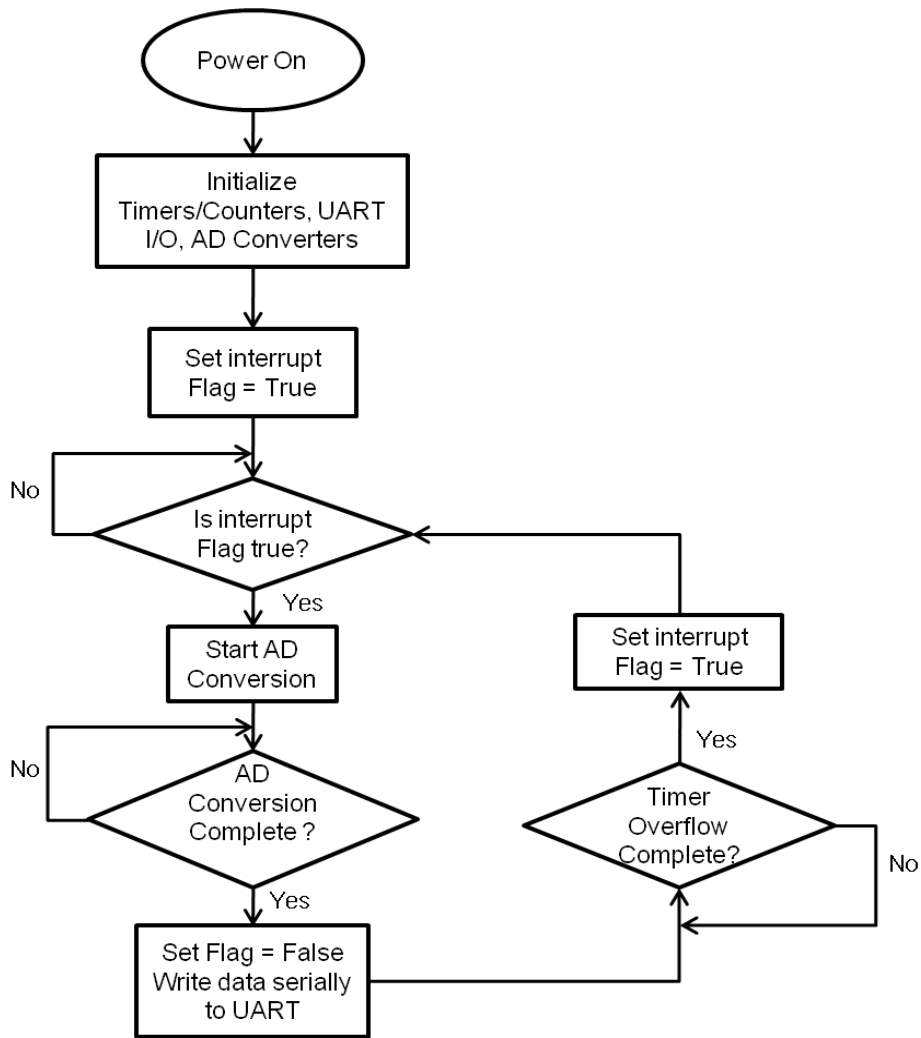 Power On
Initialize
Timers/Counters, UART
I/O, AD Converters
Set interrupt
Flag = True
No
Is interrupt
Flag true?
Yes
Start AD
Conversion
No
AD
Conversion
Complete ?
Yes
Set Flag = False
Write data serially
to UART
Timer
Overflow
Complete?
No
Yes
Set interrupt
Flag = True